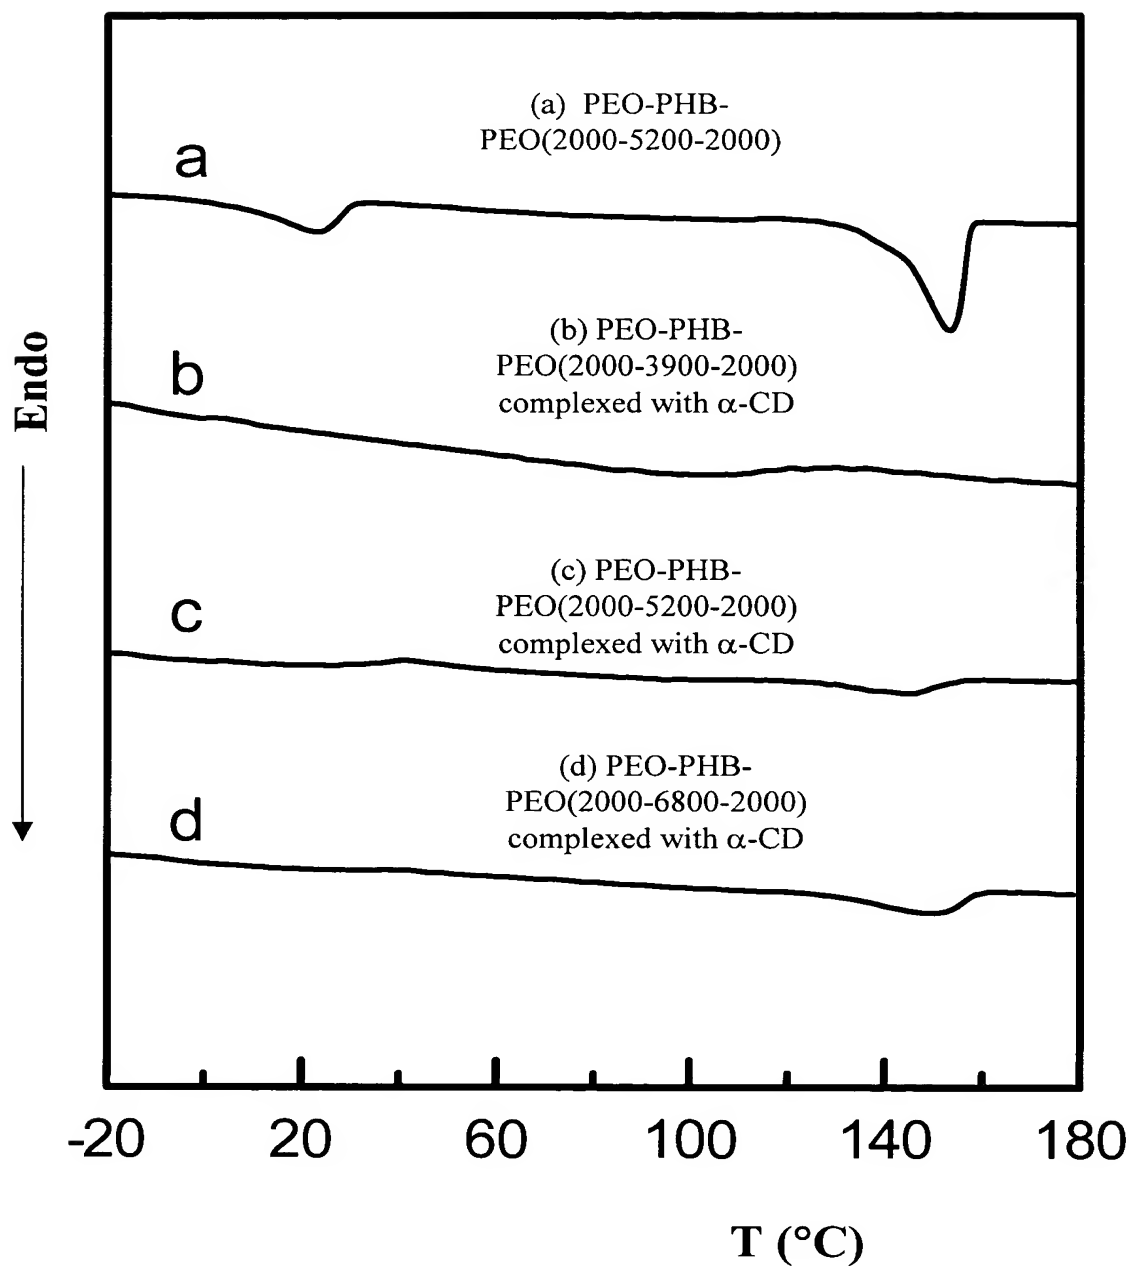 (a) PEO-PHB-
PEO(2000-5200-2000)
a
Endo
(b) PEO-PHB-
PEO(2000-3900-2000)
complexed with α-CD
b
(c) PEO-PHB-
PEO(2000-5200-2000)
complexed with α-CD
c
(d) PEO-PHB-
PEO(2000-6800-2000)
complexed with α-CD
d
-20 20 60 100 140 180
T (°C)